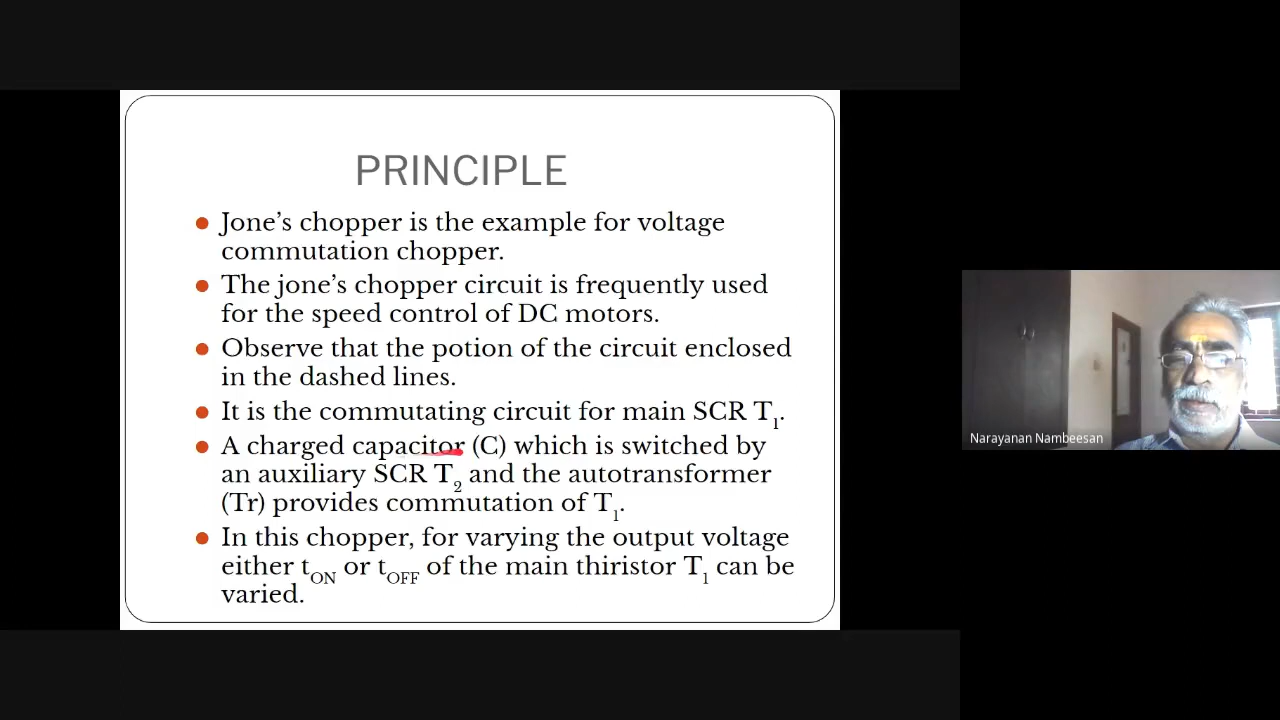 PRINCIPLE
Jone’s chopper is the example for voltage
commutation chopper.
The jone’s chopper circuit is frequently used
for the speed control of DC motors.
Observe that the potion of the circuit enclosed
in the dashed lines.
It is the commutating circuit for main SCR T1.
A charged capacitor (C) which is switched by
an auxiliary SCR T2 and the autotransformer
(Tr) provides commutation of T1.
In this chopper, for varying the output voltage
either tON or tOFF of the main thiristor T1 can be
varied.
Narayanan Nambeesan